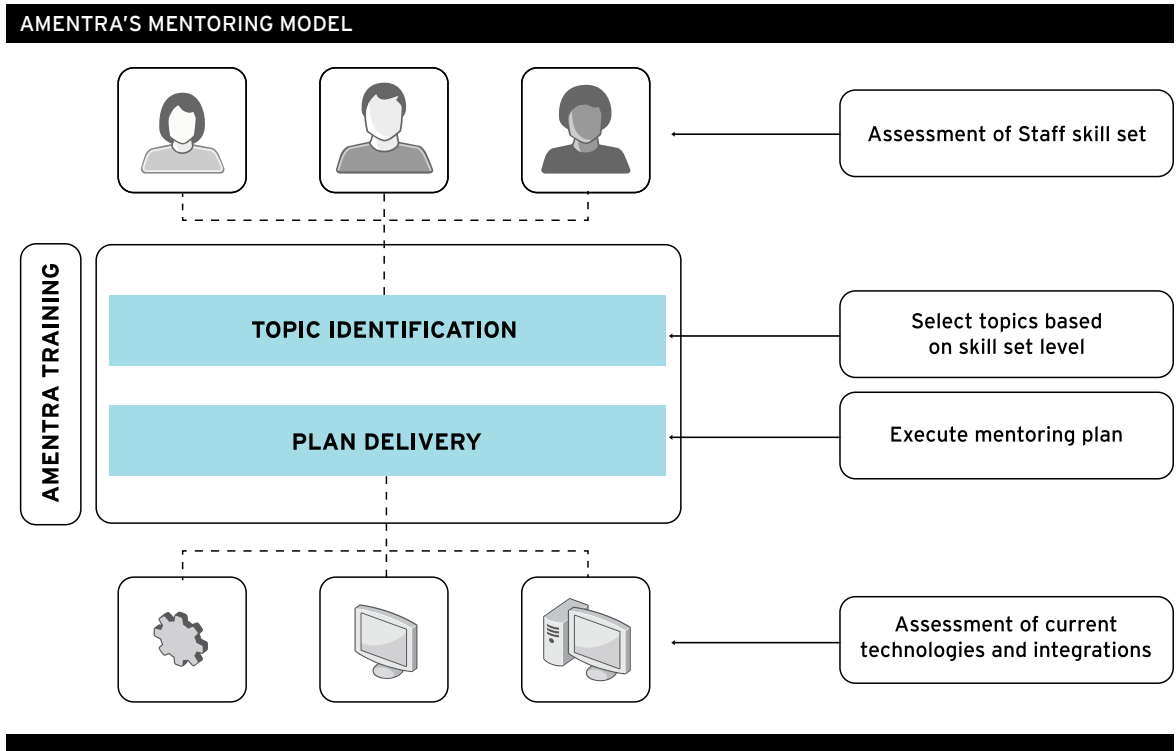 AMENTRA'S MENTORING MODEL
Assessment of Staff skill set
AMENTRA TRAINING
TOPIC IDENTIFICATION
Select topics based
on skill set level
PLAN DELIVERY
Execute mentoring plan
Assessment of current
technologies and integrations